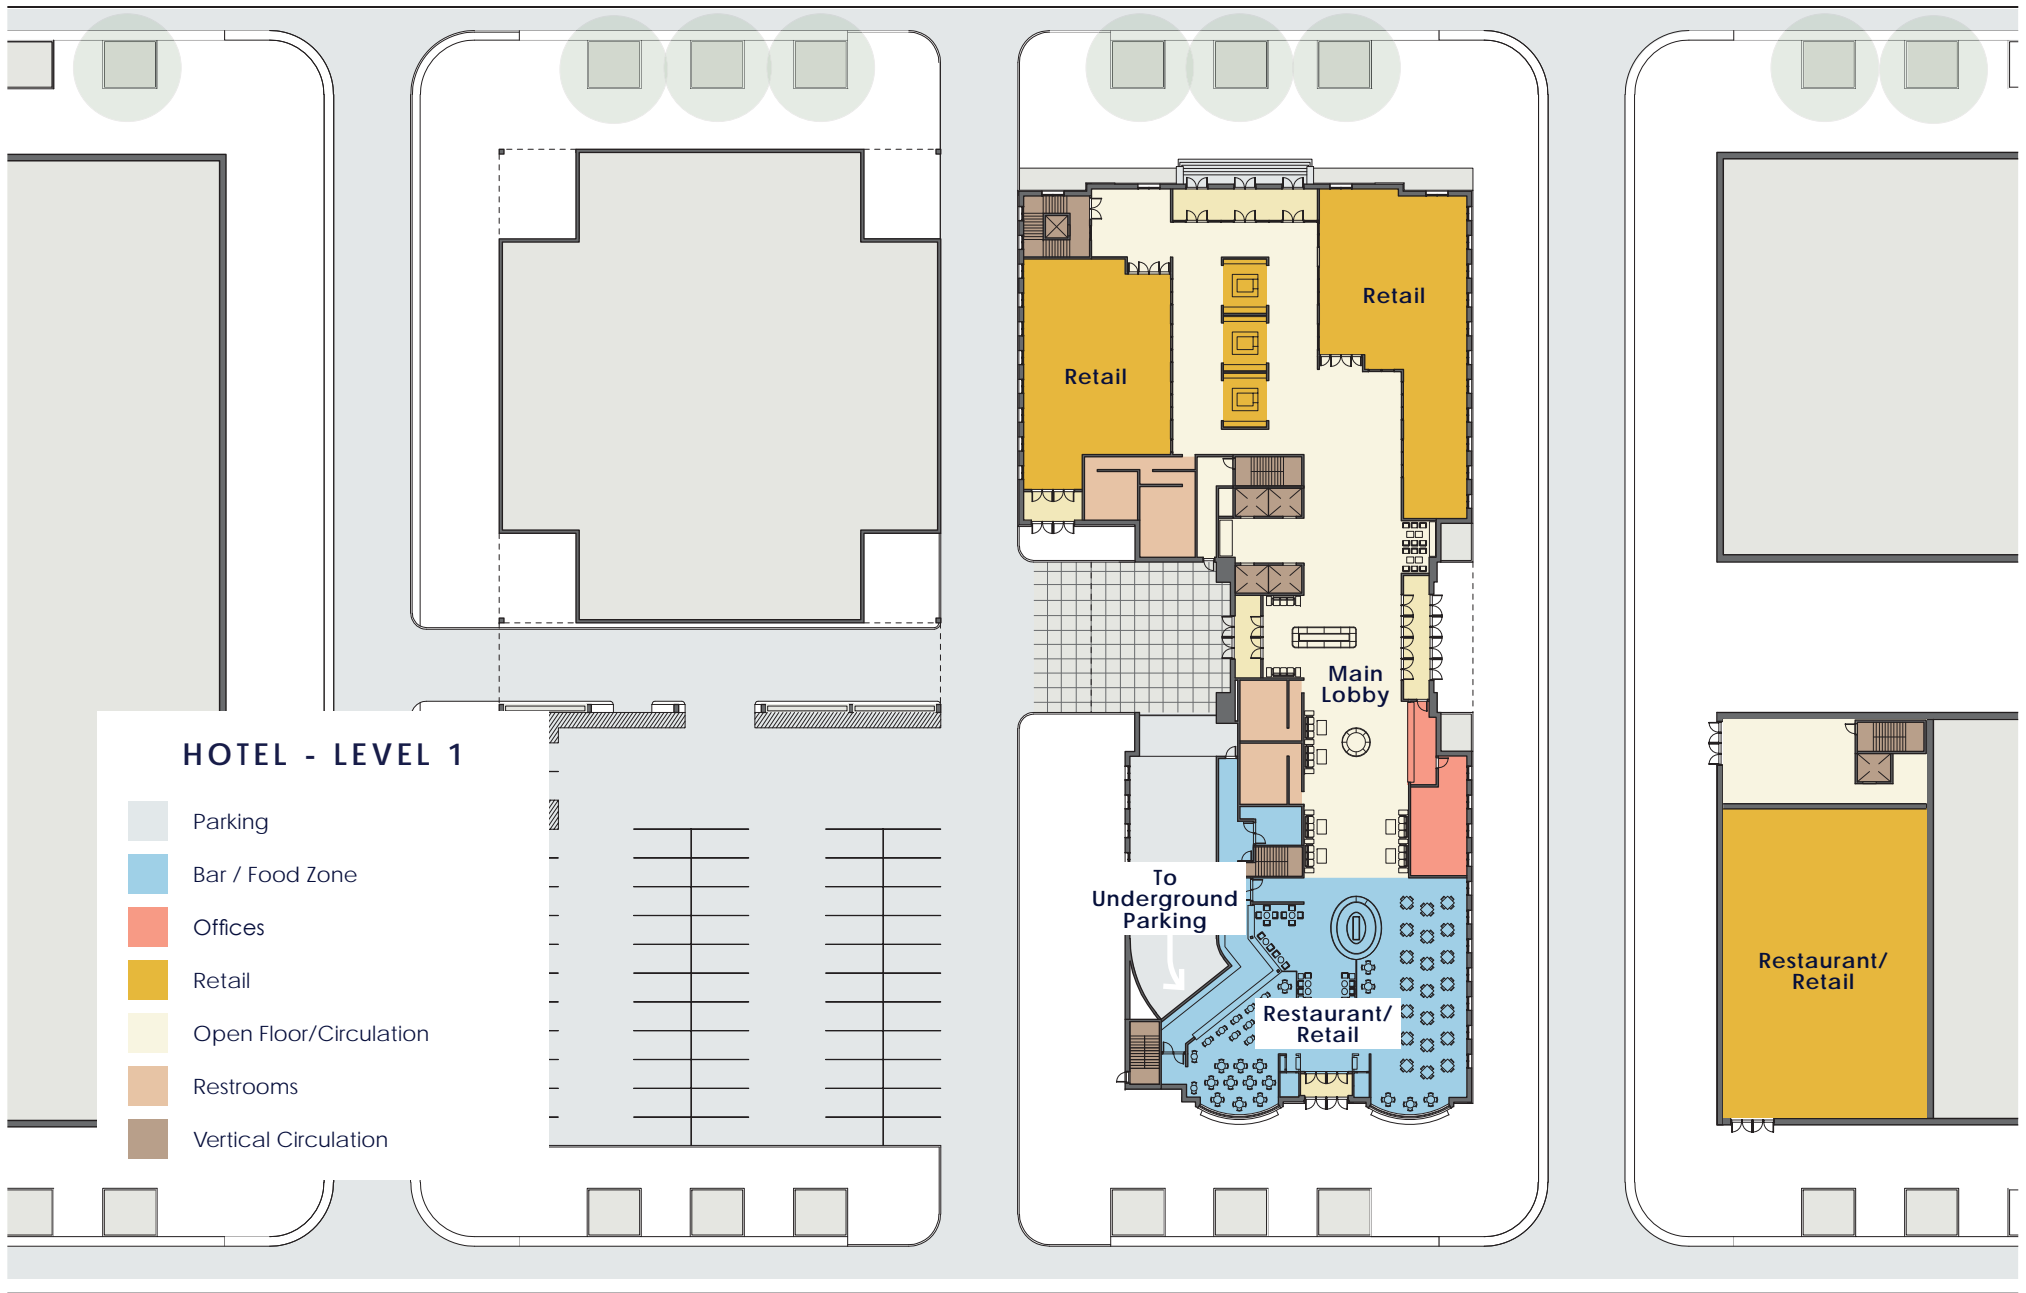 Retail
Retail
Main
Lobby
HOTEL - LEVEL 1
Parking
Bar / Food Zone
Offices
Retail
Open Floor/Circulation
Restrooms
Vertical Circulation
To
Underground
Parking
Restaurant/
Retail
Restaurant/
Retail